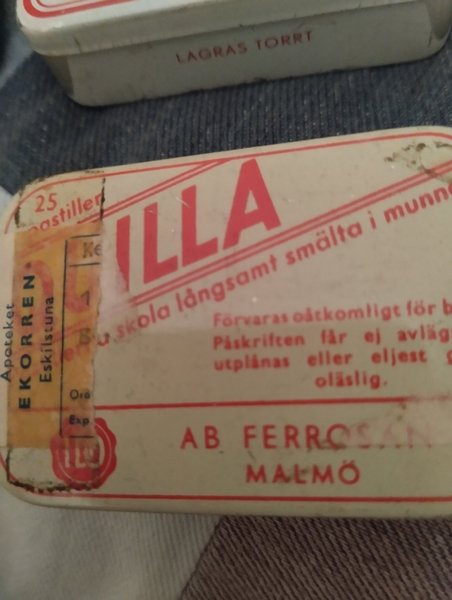 LAGRAS TORRT
25
pastiller
ILLA
skola långsamt smälta i munn
Förvaras oåtkomligt för b
Påskriften får ej avläg
utplånas eller eljest g
oläslig.
AB FERROSAN
MALMÖ
Apoteket
EKORREN
Eskilstuna